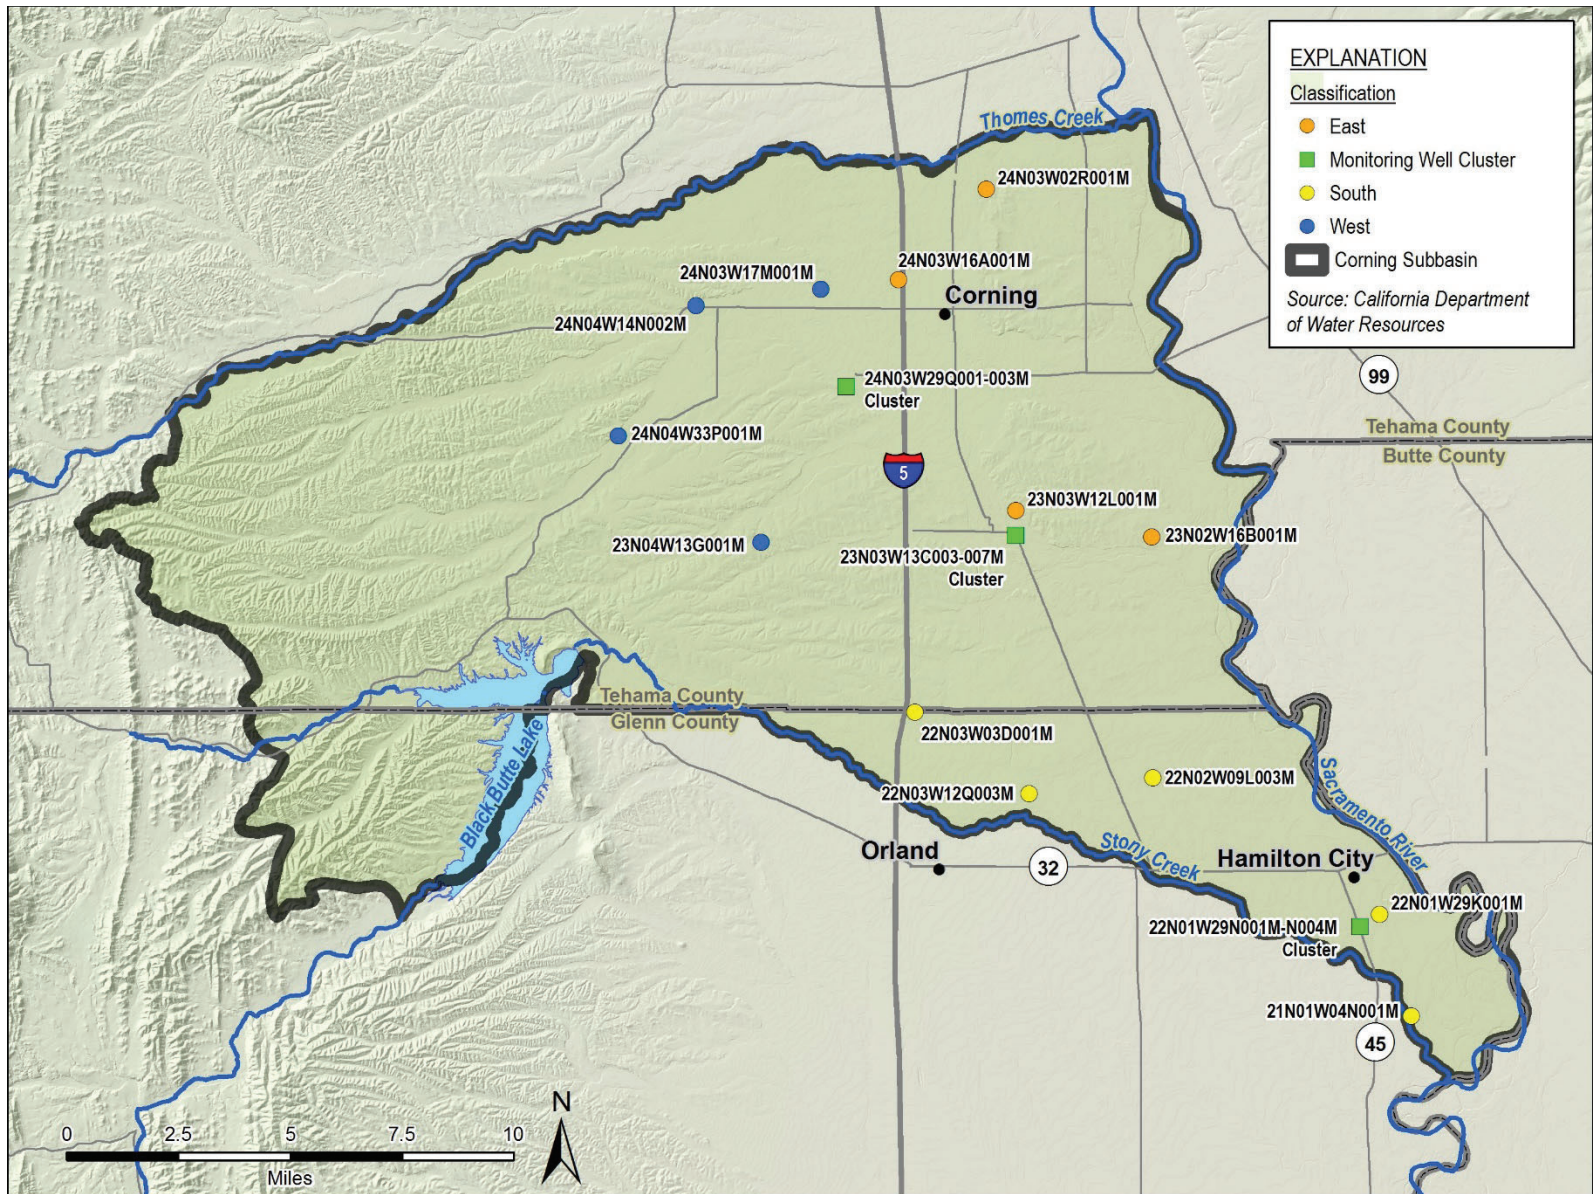 EXPLANATION
Classification
East
Monitoring Well Cluster
South
West
Corning Subbasin
Source: California Department
of Water Resources
Thomes Creek
24N03W02R001M
24N03W16A001M
24N03W17M001M
Corning
24N04W14N002M
24N03W29Q001-003M
Cluster
99
24N04W33P001M
Tehama County
Butte County
5
23N03W12L001M
23N02W16B001M
23N04W13G001M
23N03W13C003-007M
Cluster
Tehama County
Glenn County
22N03W03D001M
Black Butte Lake
Sacramento River
22N02W09L003M
22N03W12Q003M
Stony Creek
Orland
32
Hamilton City
22N01W29K001M
22N01W29N001M-N004M
Cluster
21N01W04N001M
45
N
0 2.5 5 7.5 10
Miles